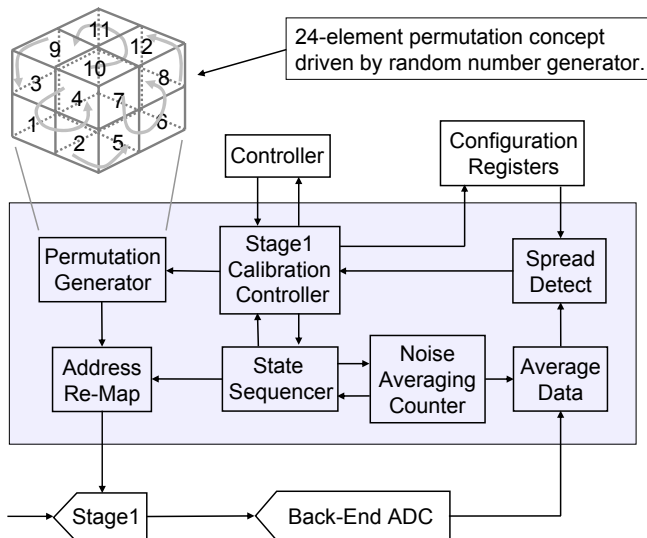 11
9
12
10
3
8
4
7
1
6
2
5
24-element permutation concept
driven by random number generator.
Controller
Configuration
Registers
Permutation
Generator
Stage1
Calibration
Controller
Spread
Detect
Address
Re-Map
State
Sequencer
Noise
Averaging
Counter
Average
Data
Stage1
Back-End ADC